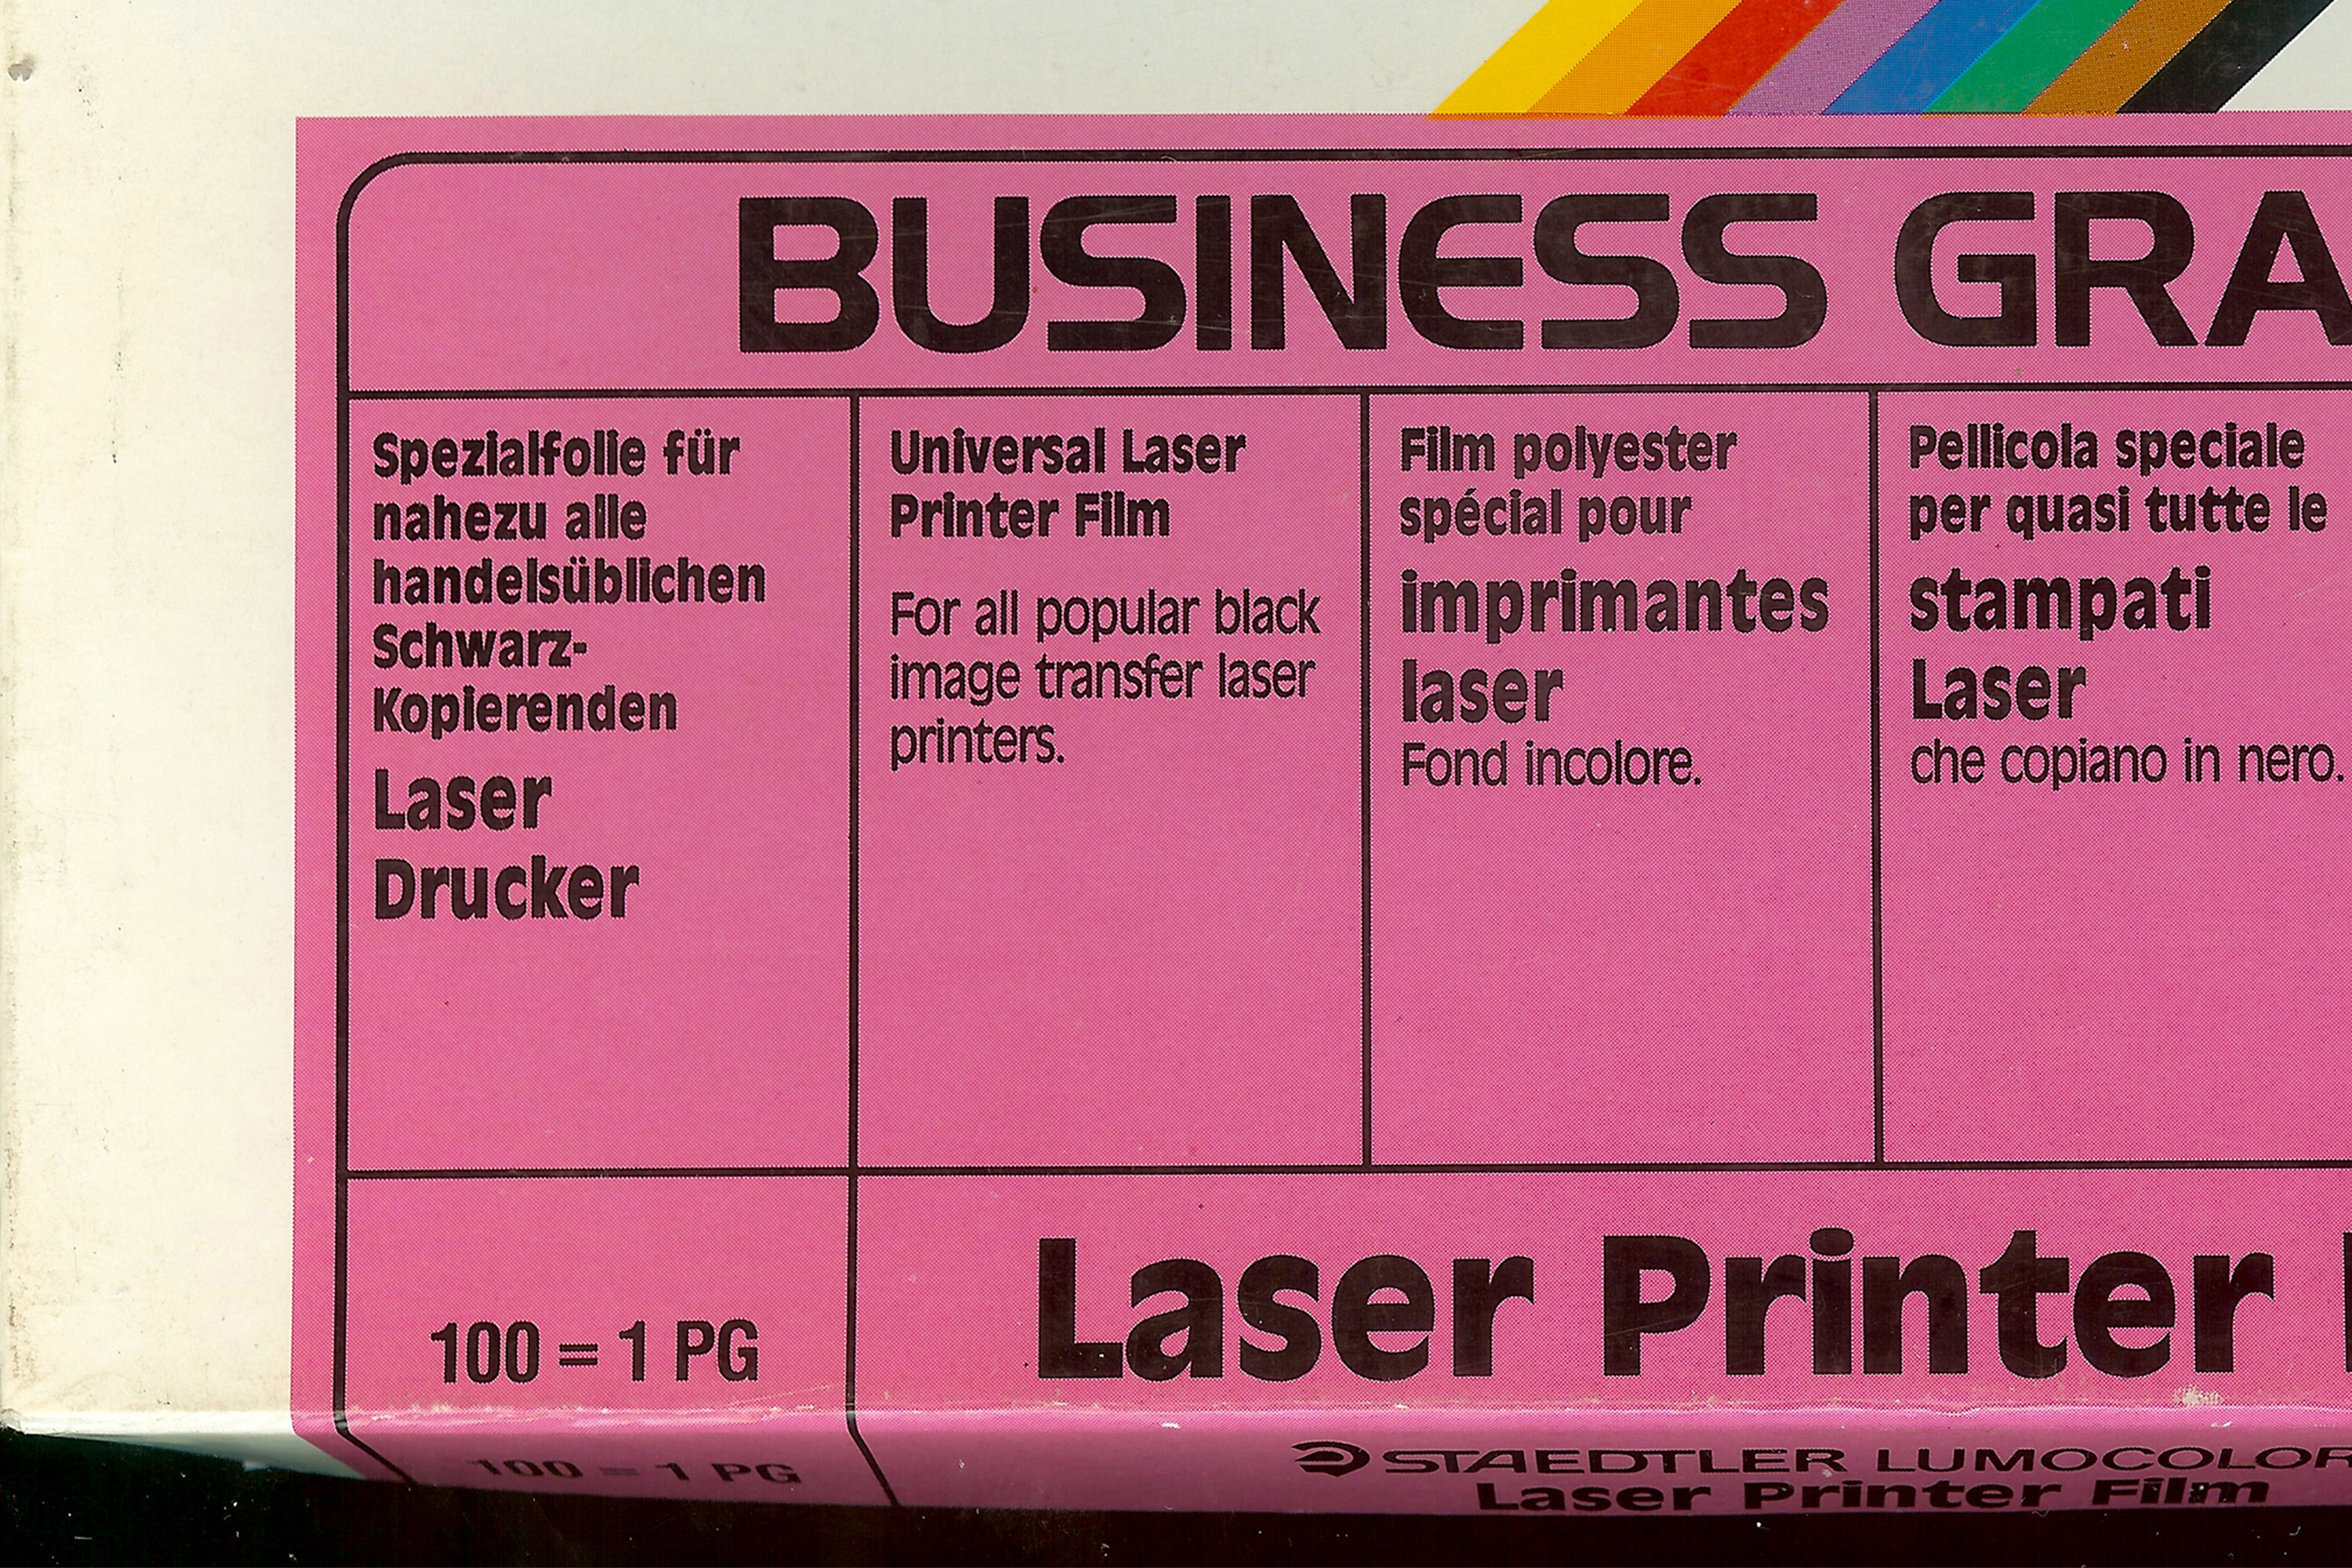 BUSINESS GRA
Spezialfolie für
nahezu alle
handelsüblichen
Schwarz-
Kopierenden
Laser
Drucker
Universal Laser
Printer Film
For all popular black
image transfer laser
printers.
Film polyester
spécial pour
imprimantes
laser
Fond incolore.
Pellicola speciale
per quasi tutte le
stampati
Laser
che copiano in nero.
100 = 1 PG
Laser Printer
100 = 1 PG
STAEDTLER LUMOCOLOR
Laser Printer Film